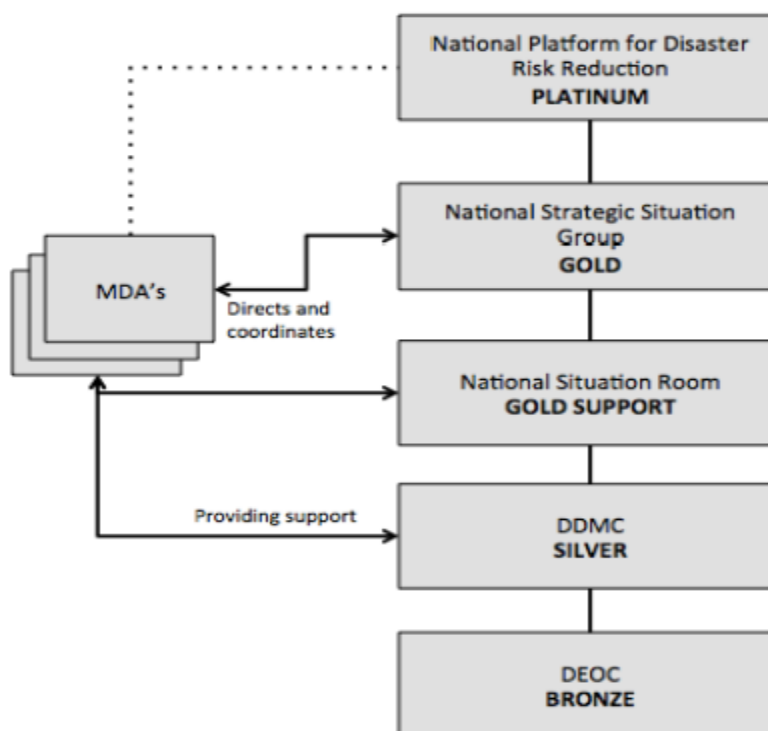 National Platform for Disaster
Risk Reduction
PLATINUM
National Strategic Situation
Group
GOLD
MDA's
Directs and
coordinates
National Situation Room
GOLD SUPPORT
Providing support
DDMC
SILVER
DEOC
BRONZE